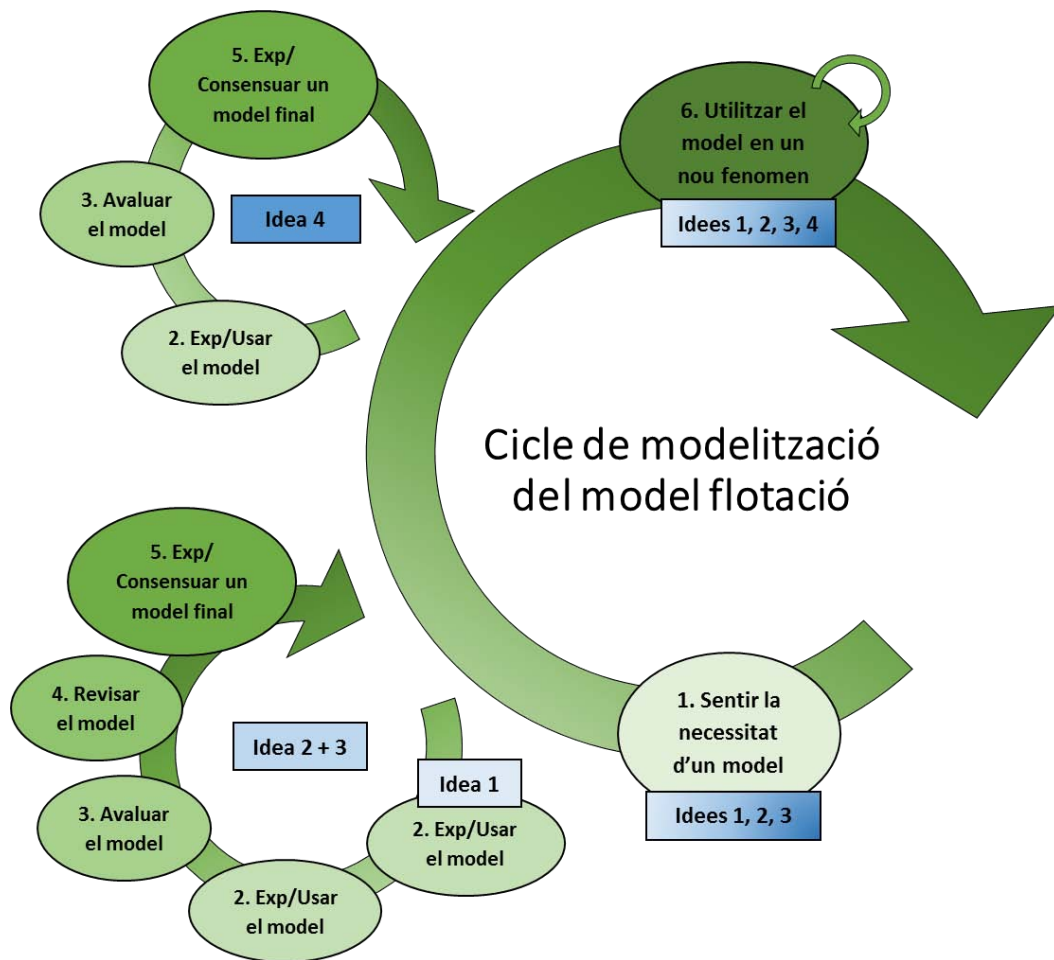 5. Exp/
Consensuar un
model final
3. Avaluar
el model
Idea 4
2. Exp/Usar
el model
6. Utilitzar el
model en un
nou fenomen
Idees 1, 2, 3, 4
Cicle de modelització
del model flotació
5. Exp/
Consensuar un
model final
4. Revisar
el model
Idea 2 + 3
3. Avaluar
el model
2. Exp/Usar
el model
Idea 1
2. Exp/Usar
el model
1. Sentir la
necessitat
d'un model
Idees 1, 2, 3